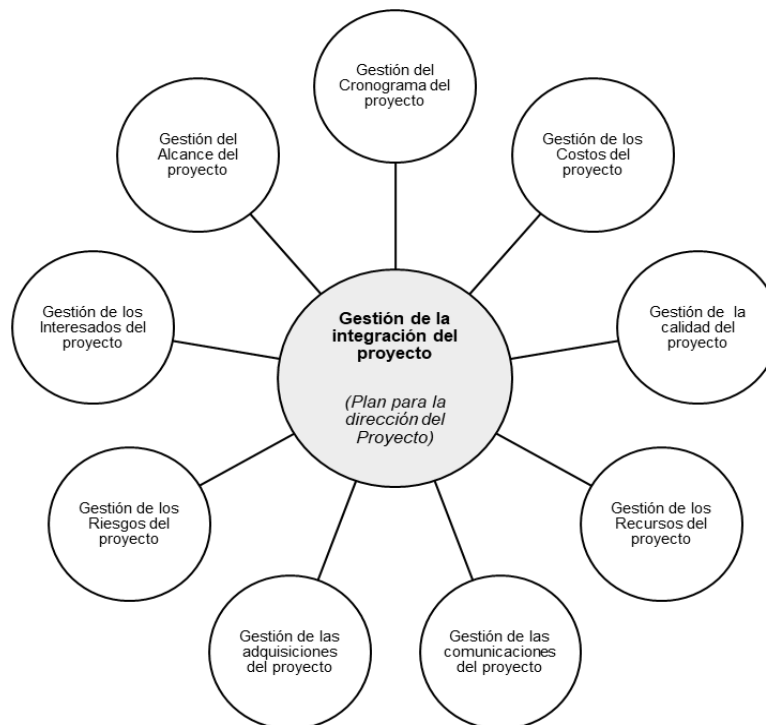 Gestión del
Cronograma del
proyecto
Gestión del
Alcance del
proyecto
Gestión de los
Costos del
proyecto
Gestión de los
Interesados del
proyecto
Gestión de la
integración del
proyecto
(Plan para la
dirección del
Proyecto)
Gestión de la
calidad del
proyecto
Gestión de los
Riesgos del
proyecto
Gestión de los
Recursos del
proyecto
Gestión de las
adquisiciones
del proyecto
Gestión de las
comunicaciones
del proyecto